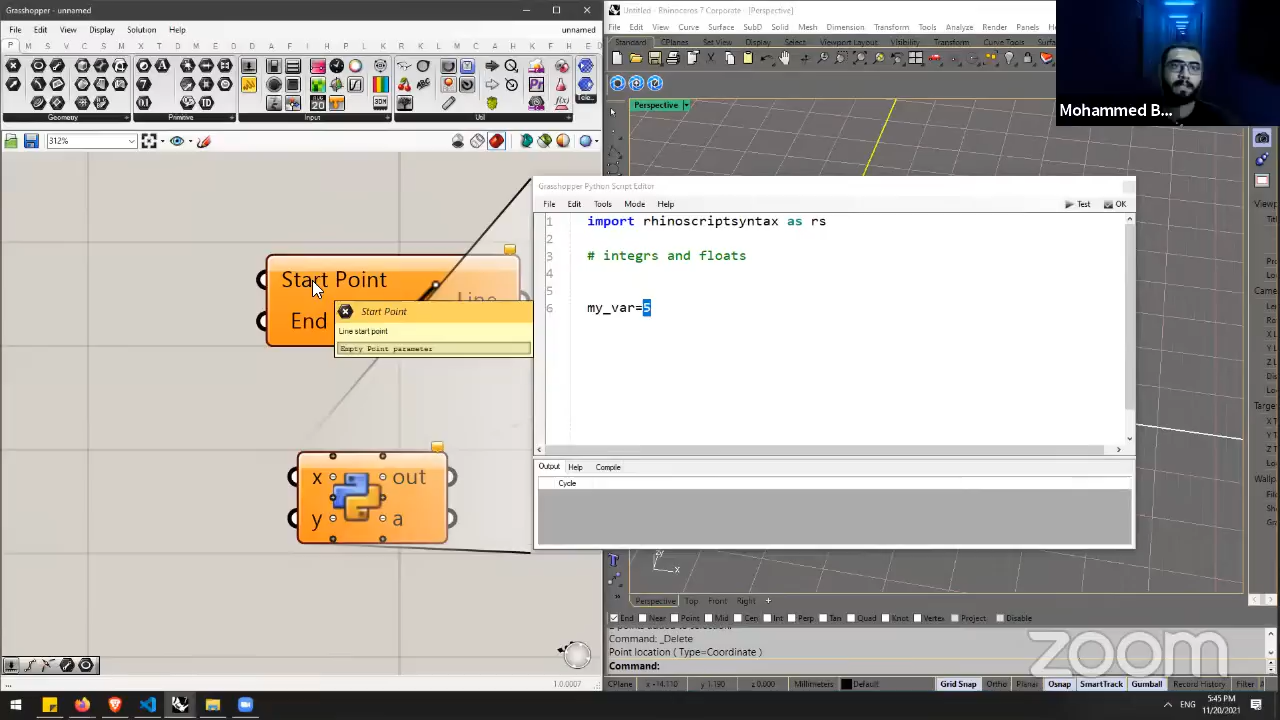 Grasshopper - unnamed
File Edit View Display Solution Help
unnamed
Geometry
Primitive
Input
Util
312%
Start Point
End
Line
Start Point
Line start point
Empty Point parameter
x out
y a
1.0.0007
Untitled - Rhinoceros 7 Corporate - [Perspective]
File Edit View Curve Surface SubD Solid Mesh Dimension Transform Tools Analyze Render Panels
Standard CPlanes Set View Display Select Viewport Layout Visibility Transform Curve Tools
Perspective
Mohammed B...
Grasshopper Python Script Editor
File Edit Tools Mode Help
Test OK
1 import rhinoscriptsyntax as rs
2
3 # integrs and floats
4
5
6 my_var=5
Output Help Compile
Cycle
x
Perspective Top Front Right +
End Near Point Mid Cen Int Perp Tan Quad Knot Vertex Project Disable
Command: _Delete
Point location ( Type=Coordinate )
Command:
zoom
CPlane x -14.110 y 1.190 z 0.000 Millimeters Default Grid Snap Ortho Planar Osnap SmartTrack Gumball Record History Filter
ENG
5:45 PM
11/20/2021